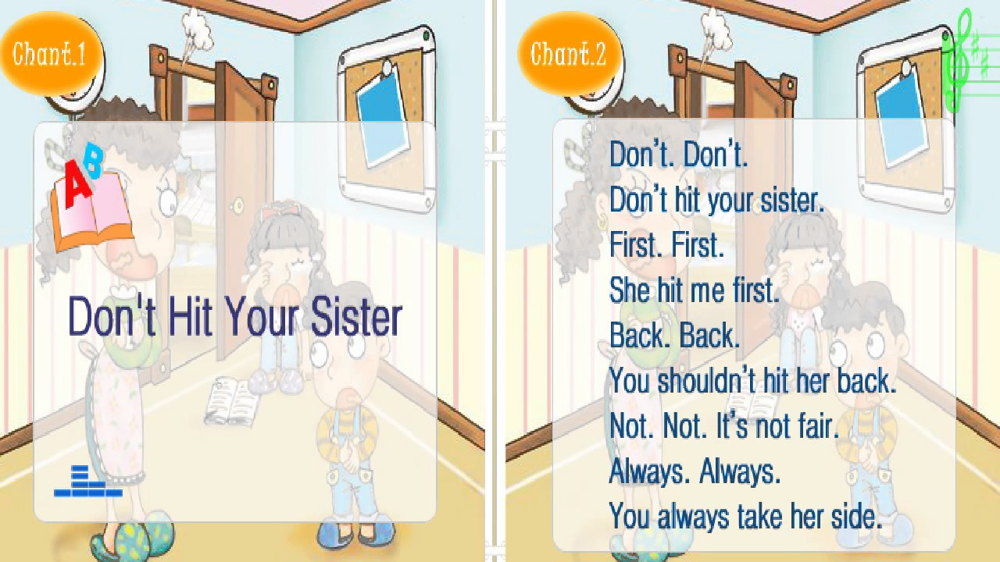 Chant.1
AB
Don't Hit Your Sister
Chant.2
Don't. Don't.
Don't hit your sister.
First. First.
She hit me first.
Back. Back.
You shouldn't hit her back.
Not. Not. It's not fair.
Always. Always.
You always take her side.